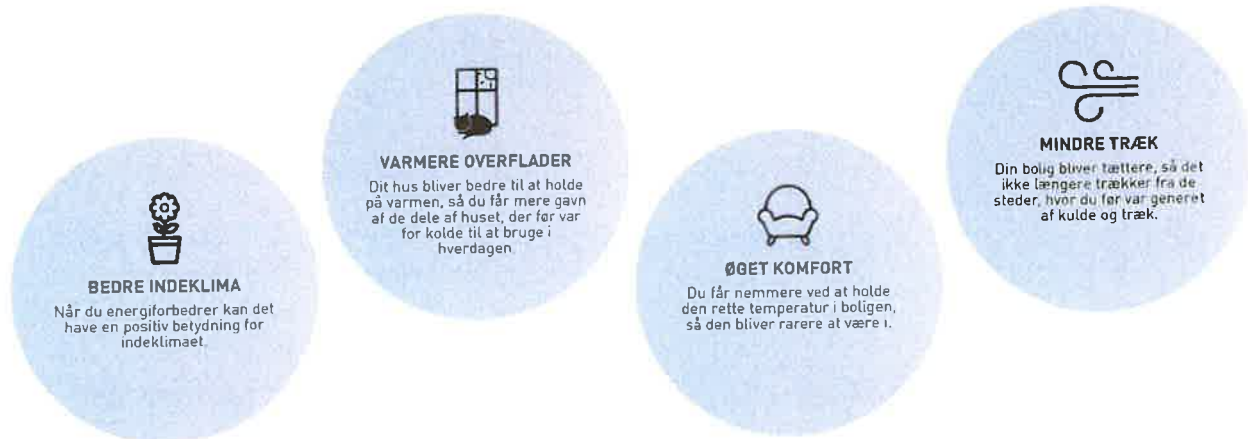 BEDRE INDEKLIMA
Når du energiforbedrer kan det
have en positiv betydning for
indeklimaet.
VARMERE OVERFLADER
Dit hus bliver bedre til at holde
på varmen, så du får mere gavn
af de dele af huset, der før var
for kolde til at bruge i
hverdagen
ØGET KOMFORT
Du får nemmere ved at holde
den rette temperatur i boligen,
så den bliver rarere at være i.
MINDRE TRÆK
Din bolig bliver tættere, så det
ikke længere trækker fra de
steder, hvor du før var generet
af kulde og træk.